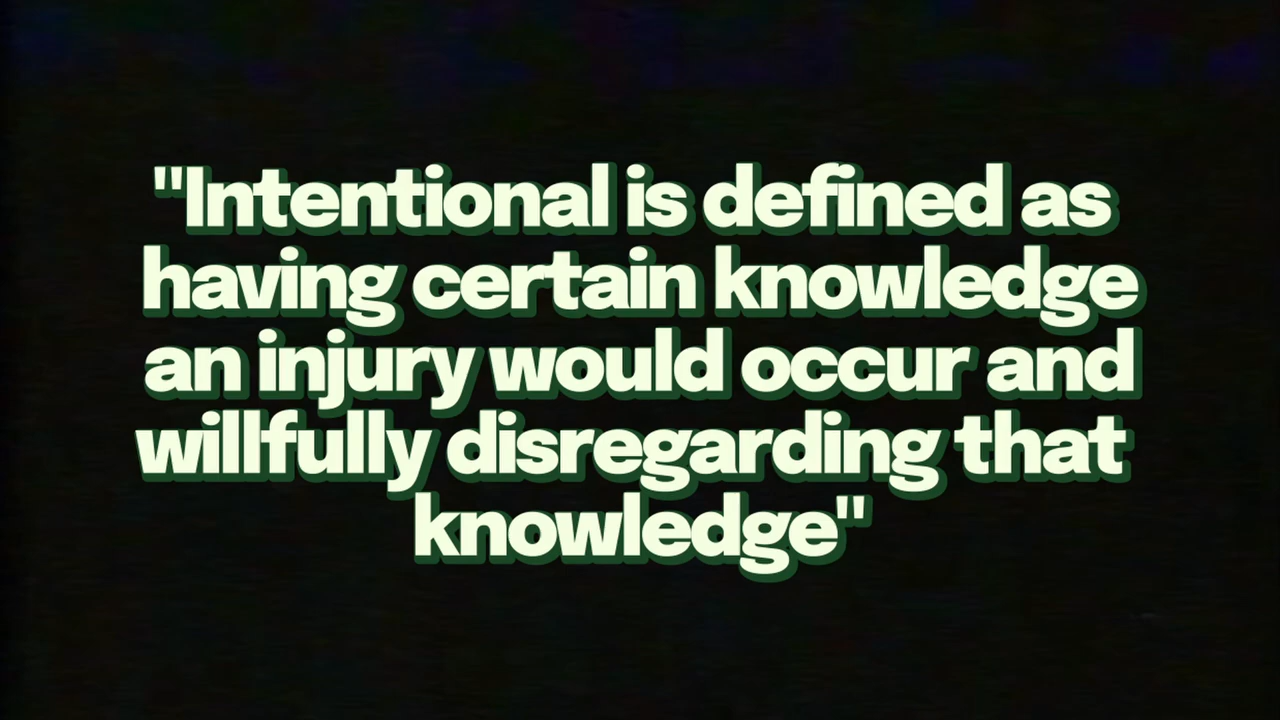 "Intentional is defined as
having certain knowledge
an injury would occur and
willfully disregarding that
knowledge"